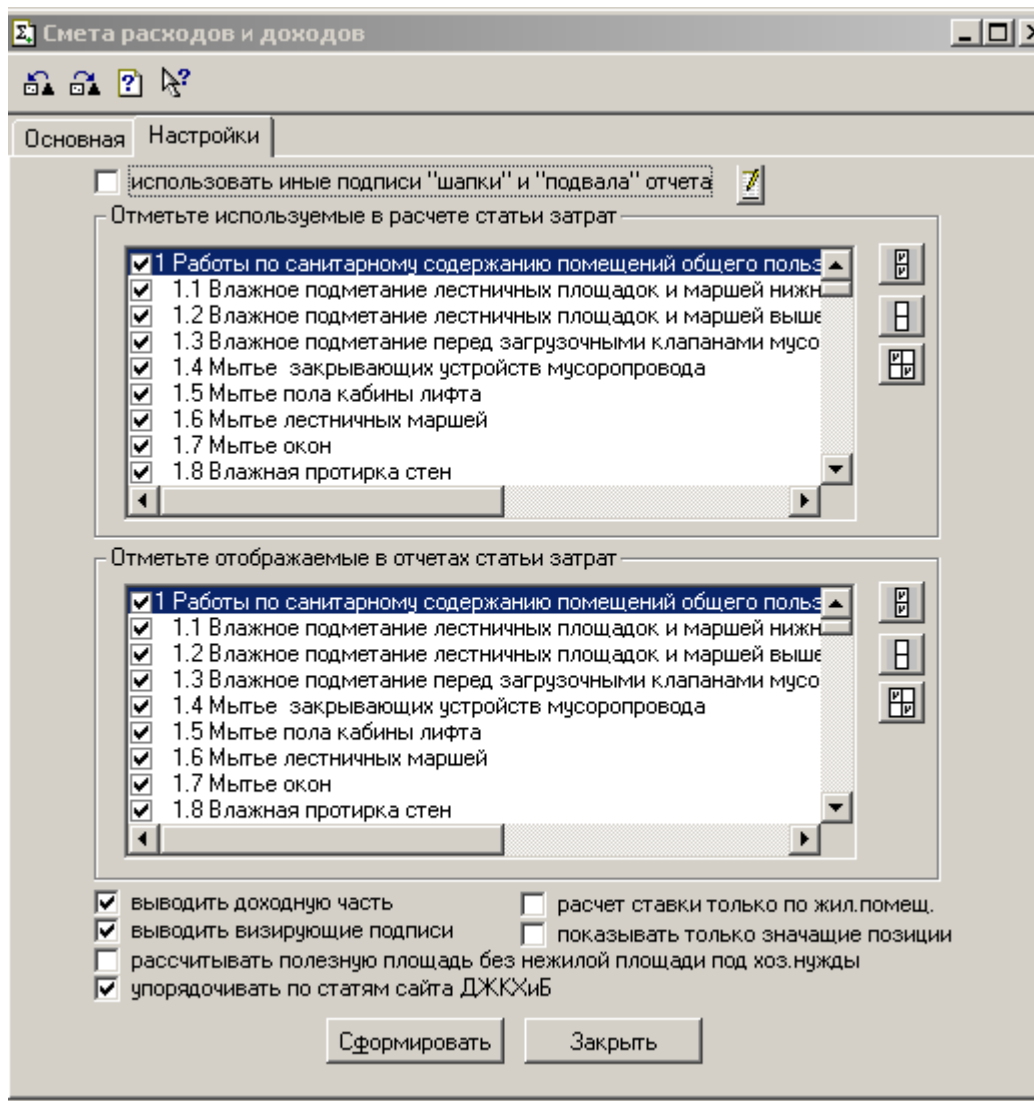 Смета расходов и доходов
Основная
Настройки
использовать иные подписи "шапки" и "подвала" отчета
Отметьте используемые в расчете статьи затрат
1 Работы по санитарному содержанию помещений общего польз
1.1 Влажное подметание лестничных площадок и маршей нижн
1.2 Влажное подметание лестничных площадок и маршей выше
1.3 Влажное подметание перед загрузочными клапанами мусо
1.4 Мытье  закрывающих устройств мусоропровода
1.5 Мытье пола кабины лифта
1.6 Мытье лестничных маршей
1.7 Мытье окон
1.8 Влажная протирка стен
Отметьте отображаемые в отчетах статьи затрат
1 Работы по санитарному содержанию помещений общего польз
1.1 Влажное подметание лестничных площадок и маршей нижн
1.2 Влажное подметание лестничных площадок и маршей выше
1.3 Влажное подметание перед загрузочными клапанами мусо
1.4 Мытье  закрывающих устройств мусоропровода
1.5 Мытье пола кабины лифта
1.6 Мытье лестничных маршей
1.7 Мытье окон
1.8 Влажная протирка стен
выводить доходную часть
расчет ставки только по жил.помещ.
выводить визирующие подписи
показывать только значащие позиции
рассчитывать полезную площадь без нежилой площади под хоз.нужды
упорядочивать по статям сайта ДЖКХиБ
Сформировать
Закрыть